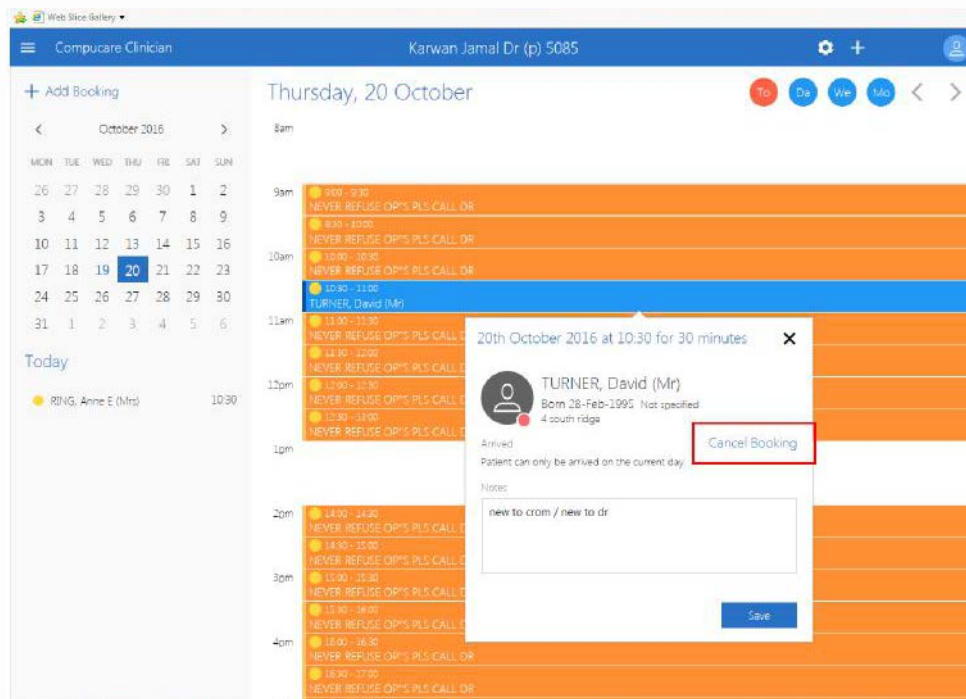 Web Slice Gallery
Compucare Clinician
Karwan Jamal Dr (p) 5085
+ Add Booking
October 2016
MON TUE WED THU FRI SAT SUN
26 27 28 29 30 1 2
3 4 5 6 7 8 9
10 11 12 13 14 15 16
17 18 19 20 21 22 23
24 25 26 27 28 29 30
31 1 2 3 4 5 6
Today
RING, Anne E (Mrs) 10:30
Thursday, 20 October
To Da We Mo
8am
9am
9:00 - 9:30
NEVER REFUSE OP"S PLS CALL DR
9:30 - 10:00
NEVER REFUSE OP"S PLS CALL DR
10am
10:00 - 10:30
NEVER REFUSE OP"S PLS CALL DR
10:30 - 11:00
TURNER, David (Mr)
11am
11:00 - 11:30
NEVER REFUSE OP"S PLS CALL
11:30 - 12:00
NEVER REFUSE OP"S PLS CALL
12pm
12:00 - 12:30
NEVER REFUSE OP"S PLS CALL
12:30 - 13:00
NEVER REFUSE OP"S PLS CALL
1pm
2pm
14:00 - 14:30
NEVER REFUSE OP"S PLS CALL
14:30 - 15:00
NEVER REFUSE OP"S PLS CALL
3pm
15:00 - 15:30
NEVER REFUSE OP"S PLS CALL
15:30 - 16:00
NEVER REFUSE OP"S PLS CALL
4pm
16:00 - 16:30
NEVER REFUSE OP"S PLS CALL DR
16:30 - 17:00
NEVER REFUSE OP"S PLS CALL DR
20th October 2016 at 10:30 for 30 minutes
TURNER, David (Mr)
Born 28-Feb-1995 Not specified
4 south ridge
Arrived
Cancel Booking
Patient can only be arrived on the current day
Notes
new to crom / new to dr
Save